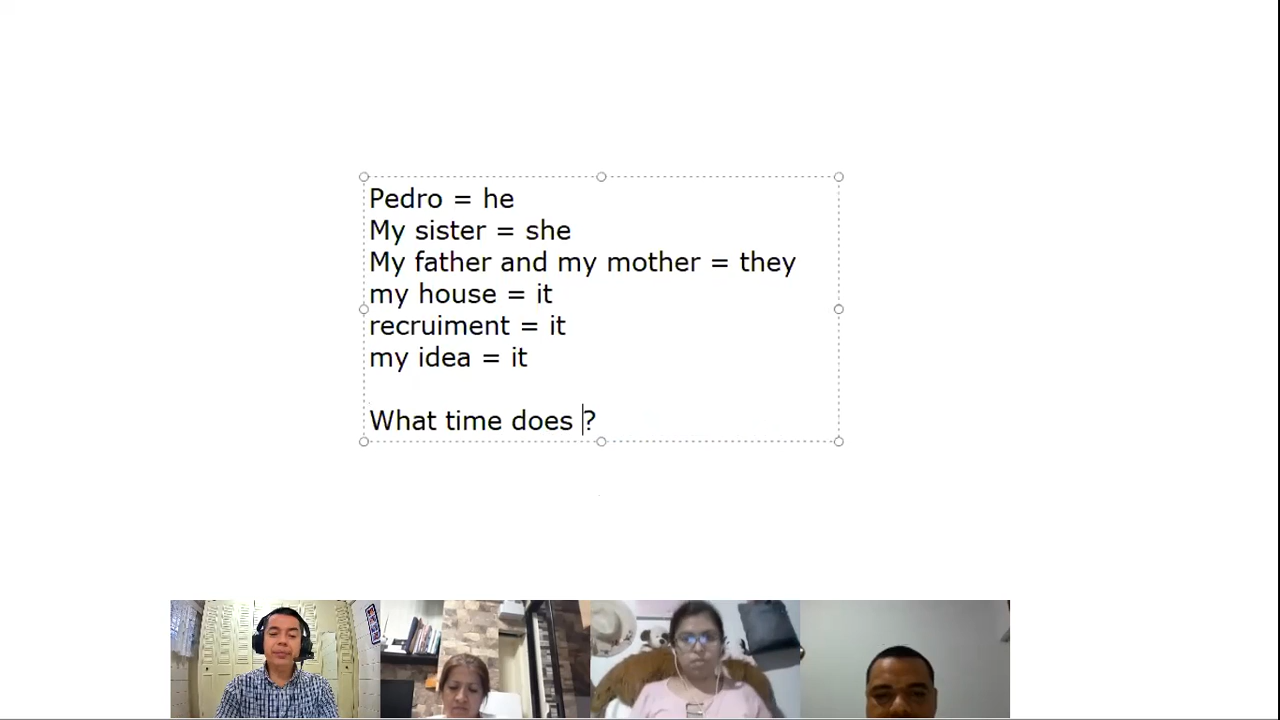 Pedro = he
My sister = she
My father and my mother = they
my house = it
recruiment = it
my idea = it
What time does ?